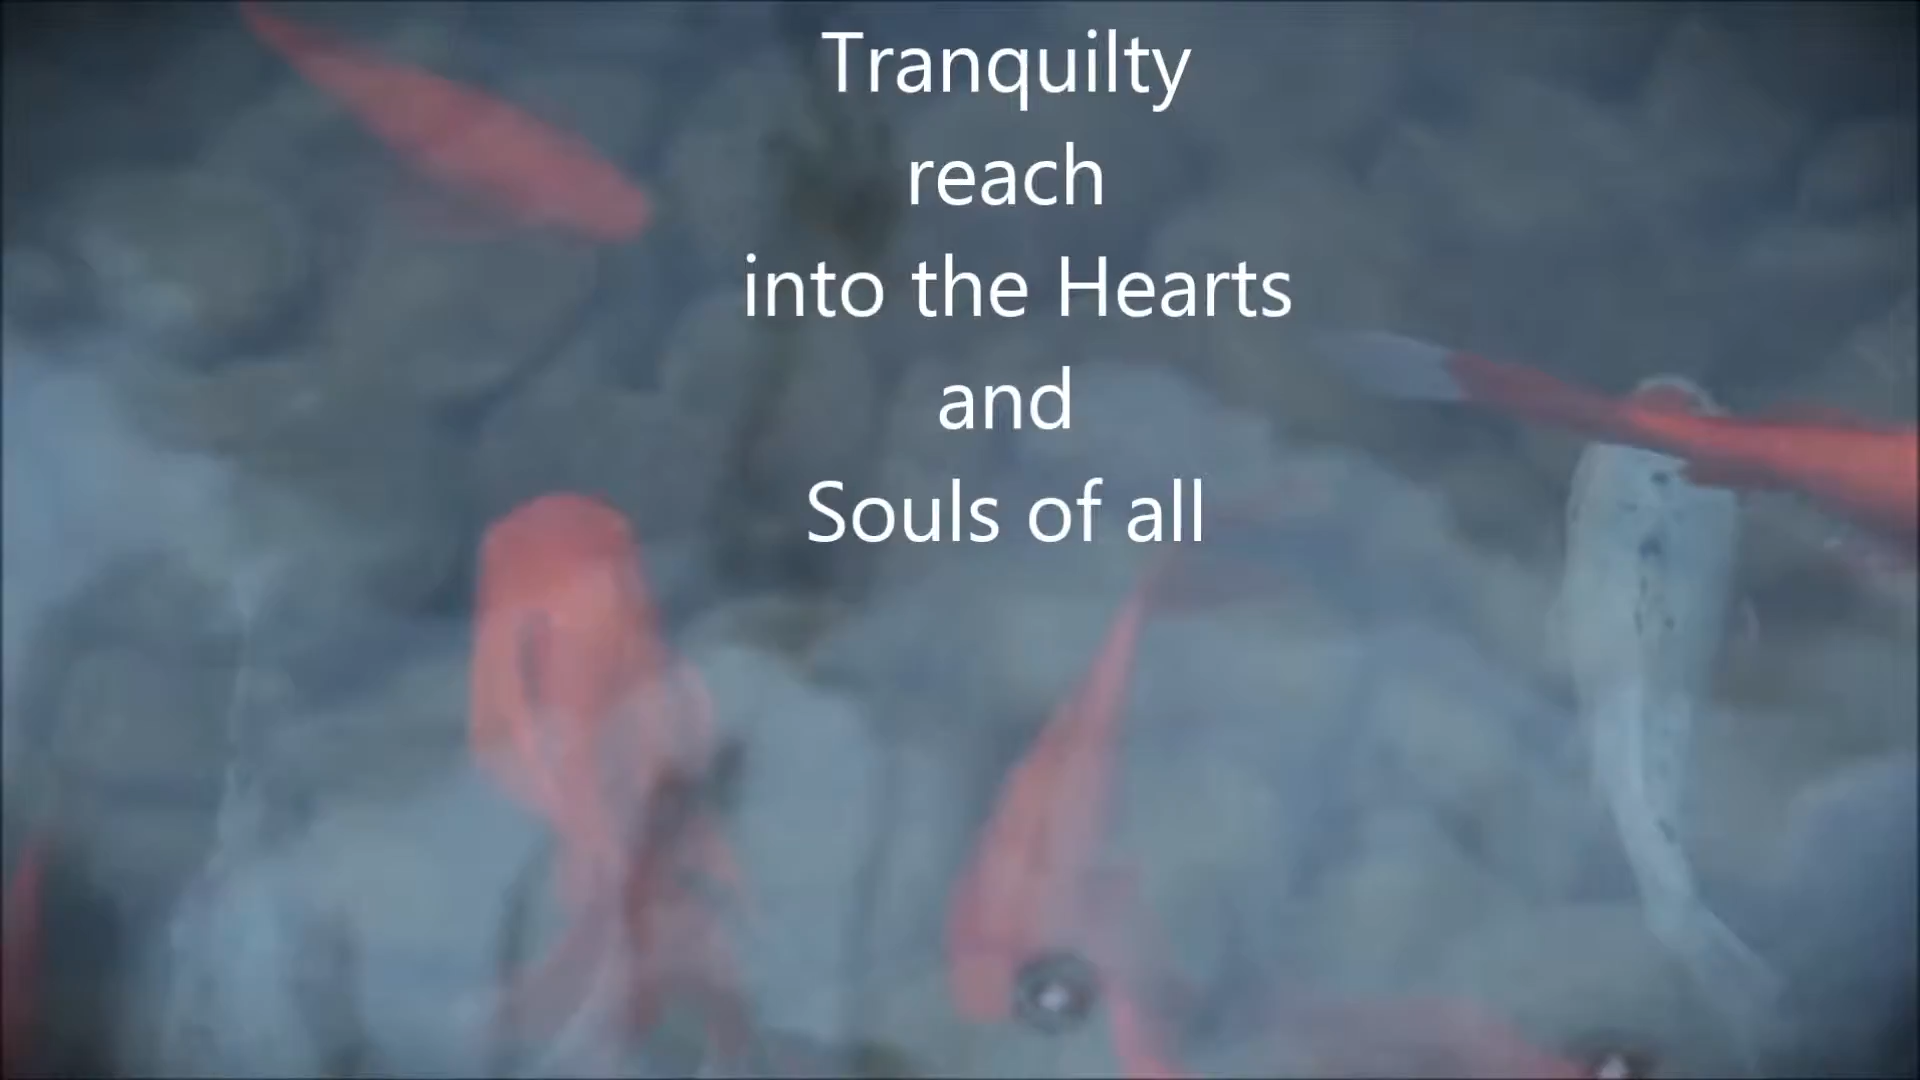 Tranquilty
reach
into the Hearts
and
Souls of all